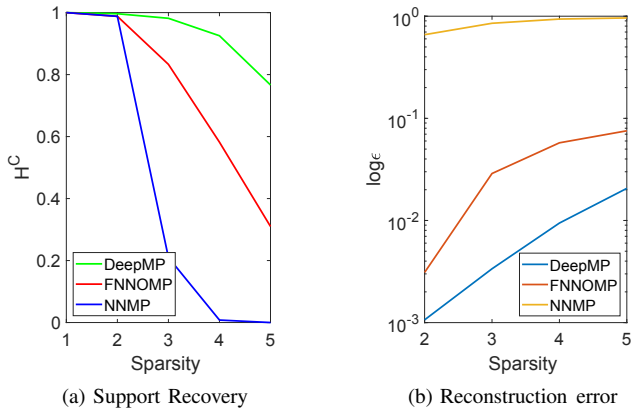 1
0.8
0.6
0.4
0.2
0
H^C
DeepMP
FNNOMP
NNMP
1 2 3 4 5
Sparsity
(a) Support Recovery
10^0
10^-1
10^-2
10^-3
logϵ
DeepMP
FNNOMP
NNMP
2 3 4 5
Sparsity
(b) Reconstruction error